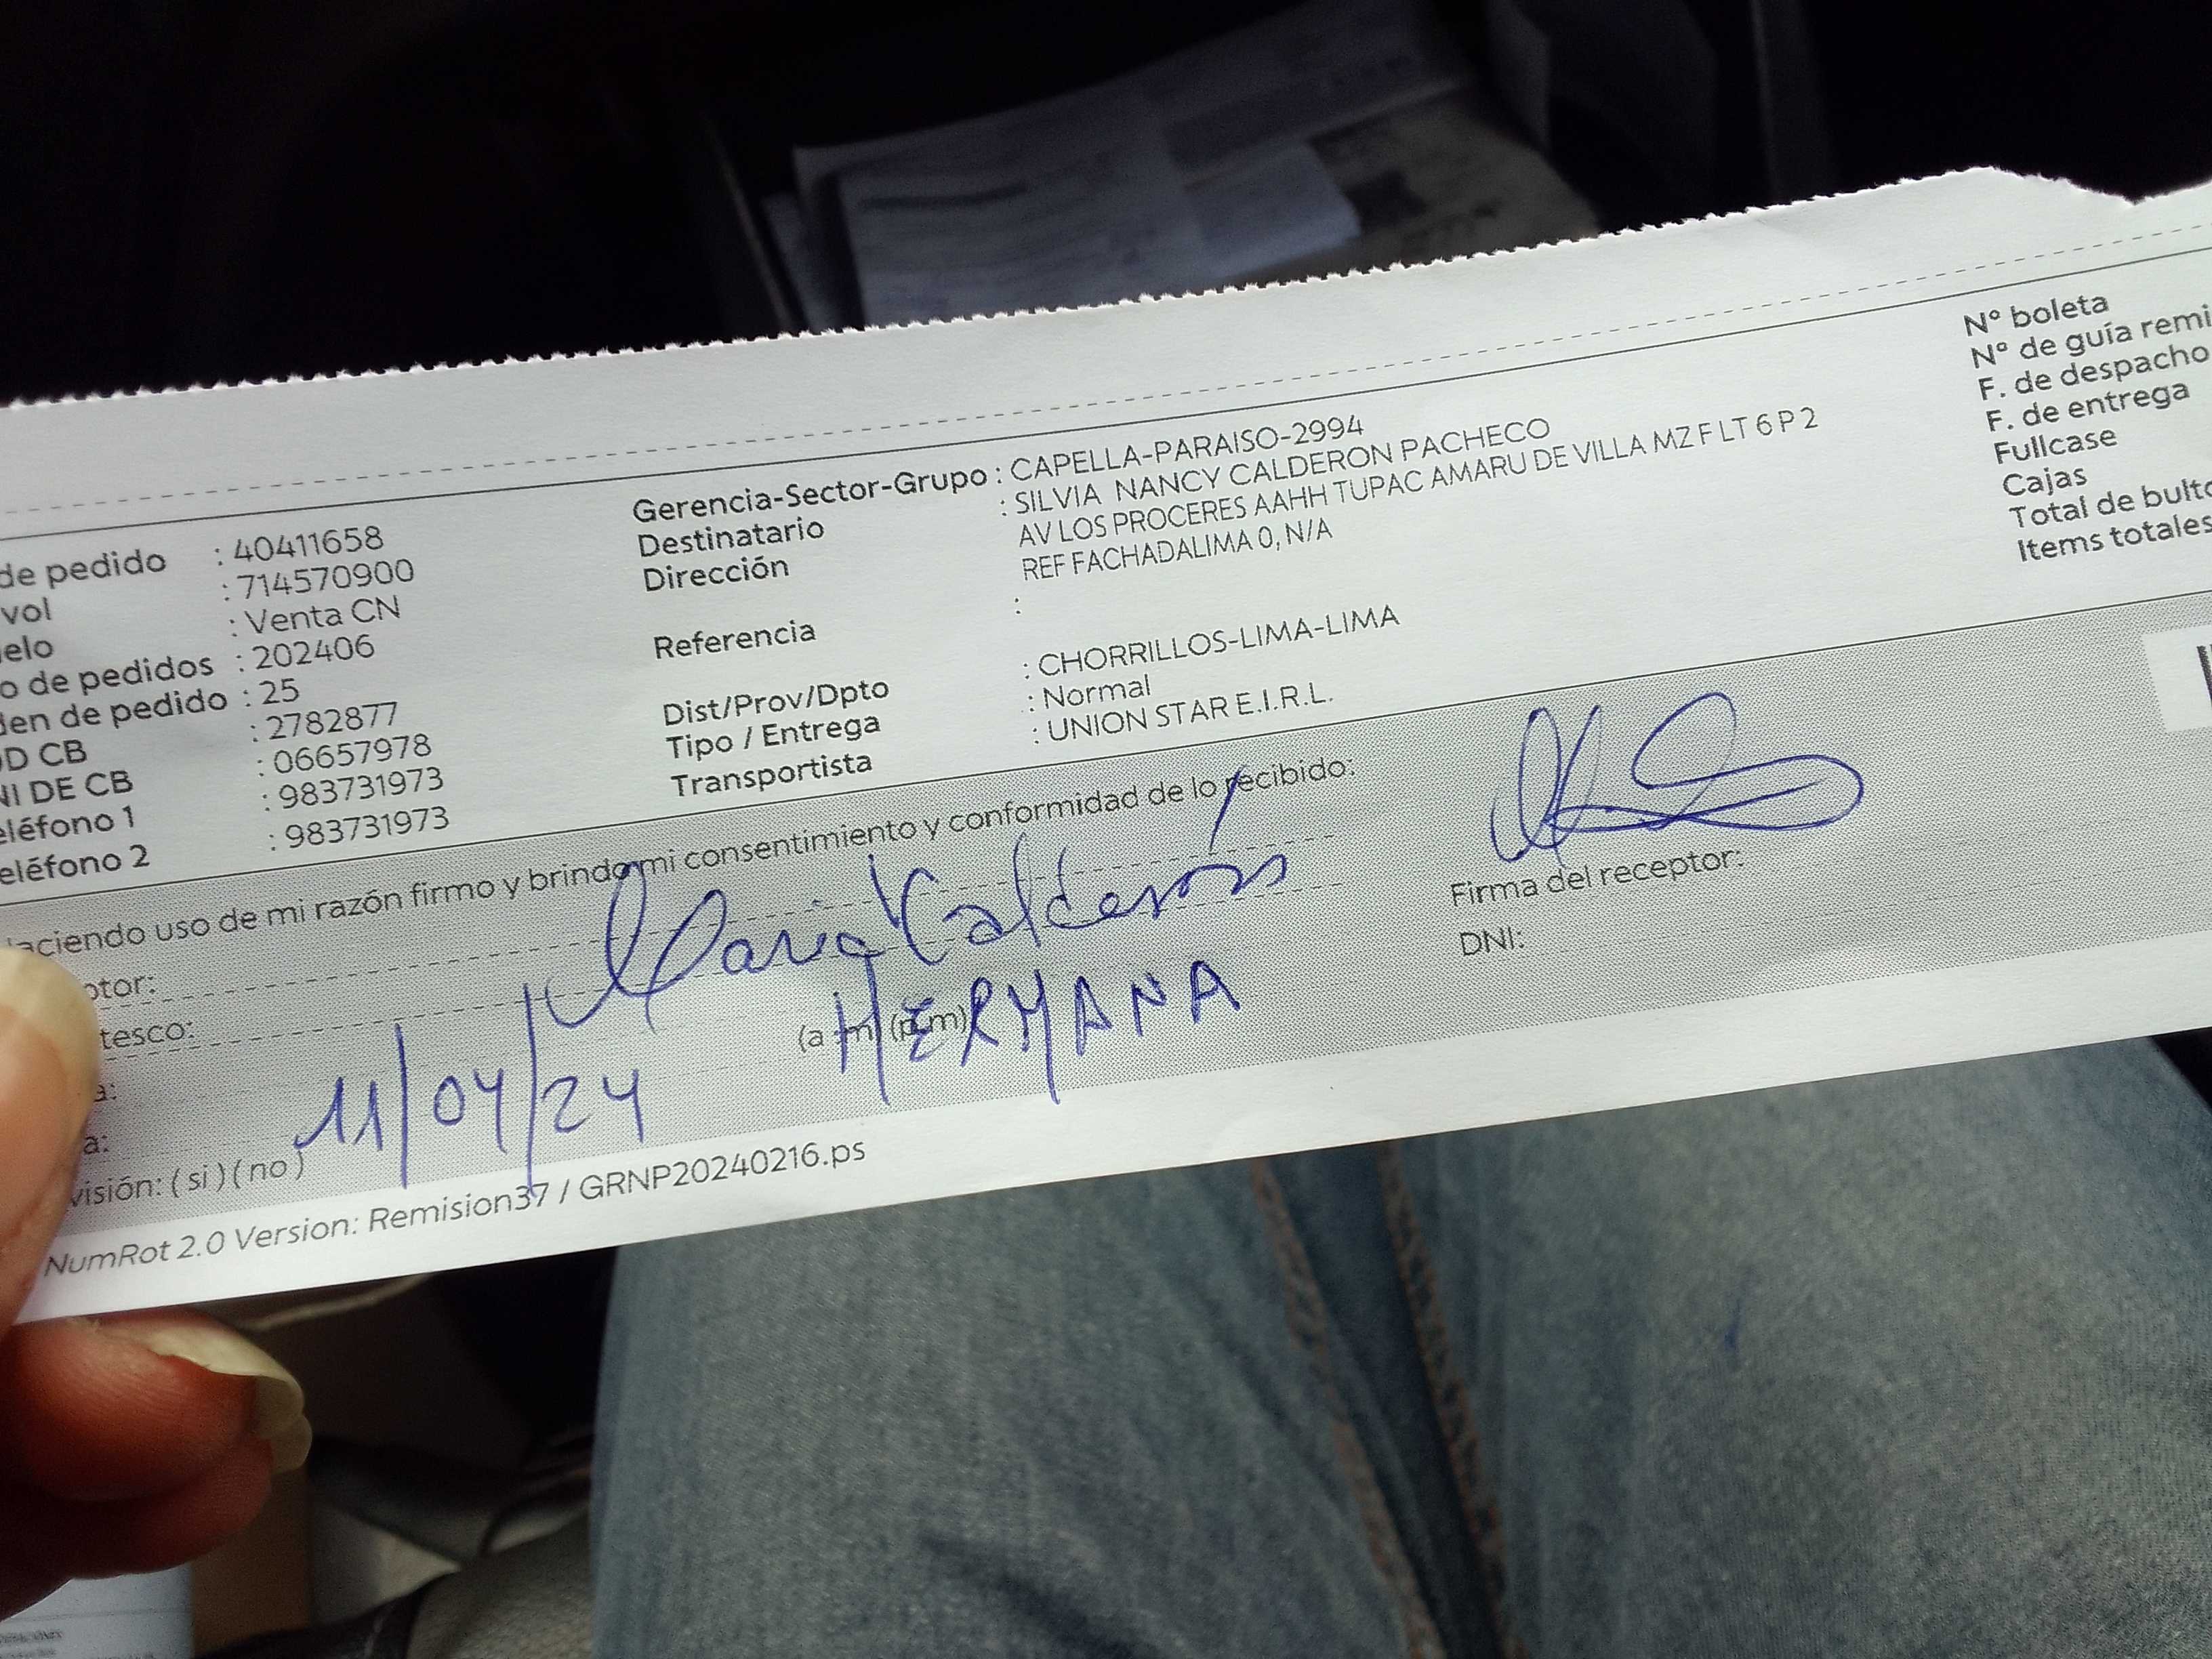 de pedido : 40411658
vol : 714570900
elo : Venta CN
o de pedidos : 202406
den de pedido : 25
D CB : 2782877
NI DE CB : 06657978
eléfono 1 : 983731973
eléfono 2 : 983731973
Gerencia-Sector-Grupo : CAPELLA-PARAISO-2994
Destinatario : SILVIA NANCY CALDERON PACHECO
Dirección AV LOS PROCERES AAHH TUPAC AMARU DE VILLA MZ F LT 6 P 2
REF FACHADALIMA 0, N/A
Referencia :
Dist/Prov/Dpto : CHORRILLOS-LIMA-LIMA
Tipo / Entrega : Normal
Transportista : UNION STAR E.I.R.L.
N° boleta
N° de guía remi
F. de despacho
F. de entrega
Fullcase
Cajas
Total de bulto
Items totales
aciendo uso de mi razón firmo y brindo mi consentimiento y conformidad de lo recibido:
ptor: Maria Calderón
tesco: HERMANA
a: 11/04/24
a: (a m) (p m)
visión: ( si ) ( no )
Firma del receptor:
DNI:
NumRot 2.0 Version: Remision37 / GRNP20240216.ps